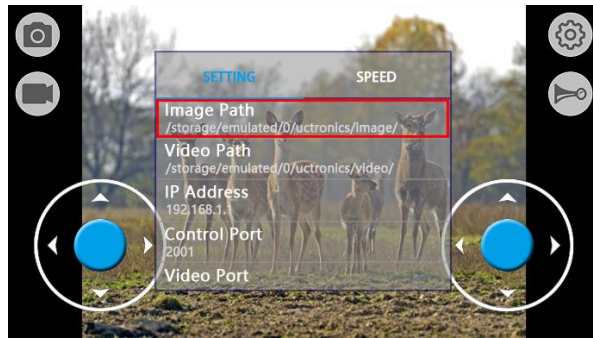 SETTING SPEED
Image Path
/storage/emulated/0/uctronics/image/
Video Path
/storage/emulated/0/uctronics/video/
IP Address
192.168.1.1
Control Port
2001
Video Port